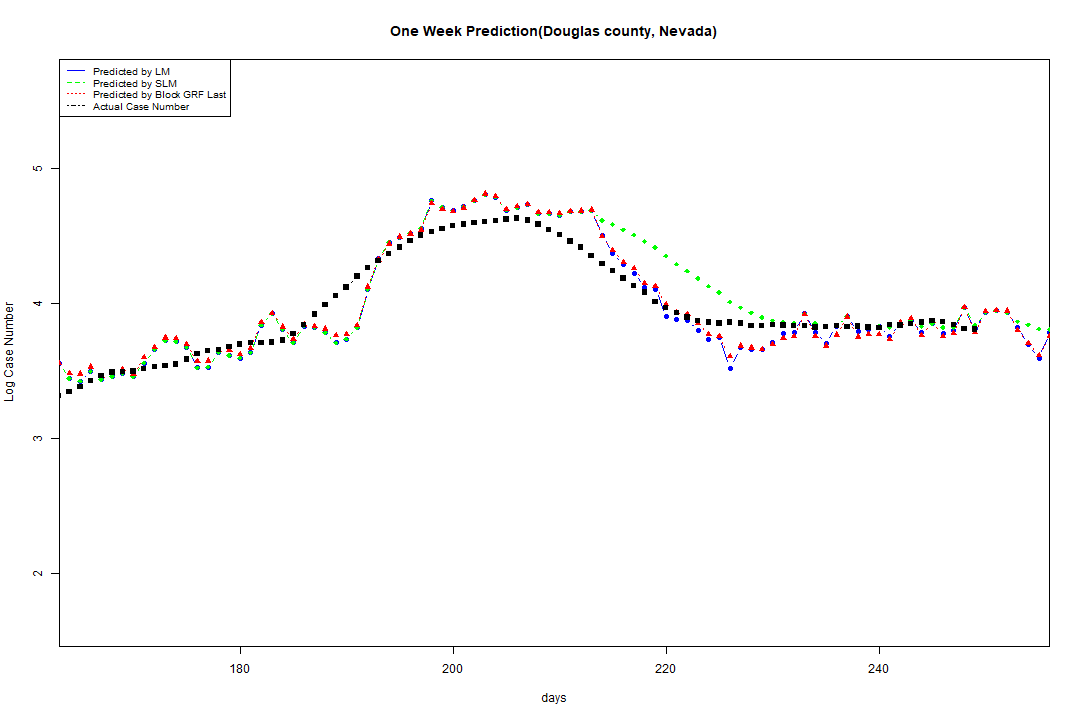 One Week Prediction(Douglas county, Nevada)
Predicted by LM
Predicted by SLM
Predicted by Block GRF Last
Actual Case Number
5
4
3
2
Log Case Number
180
200
220
240
days